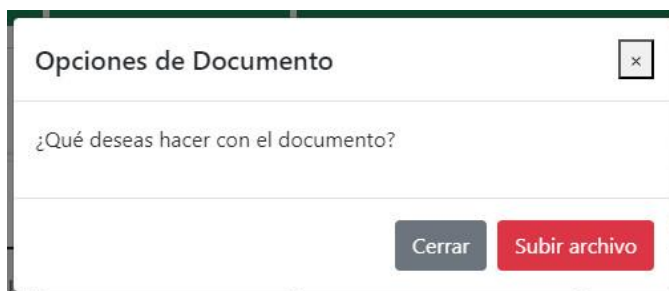 Opciones de Documento
×
¿Qué deseas hacer con el documento?
Cerrar
Subir archivo